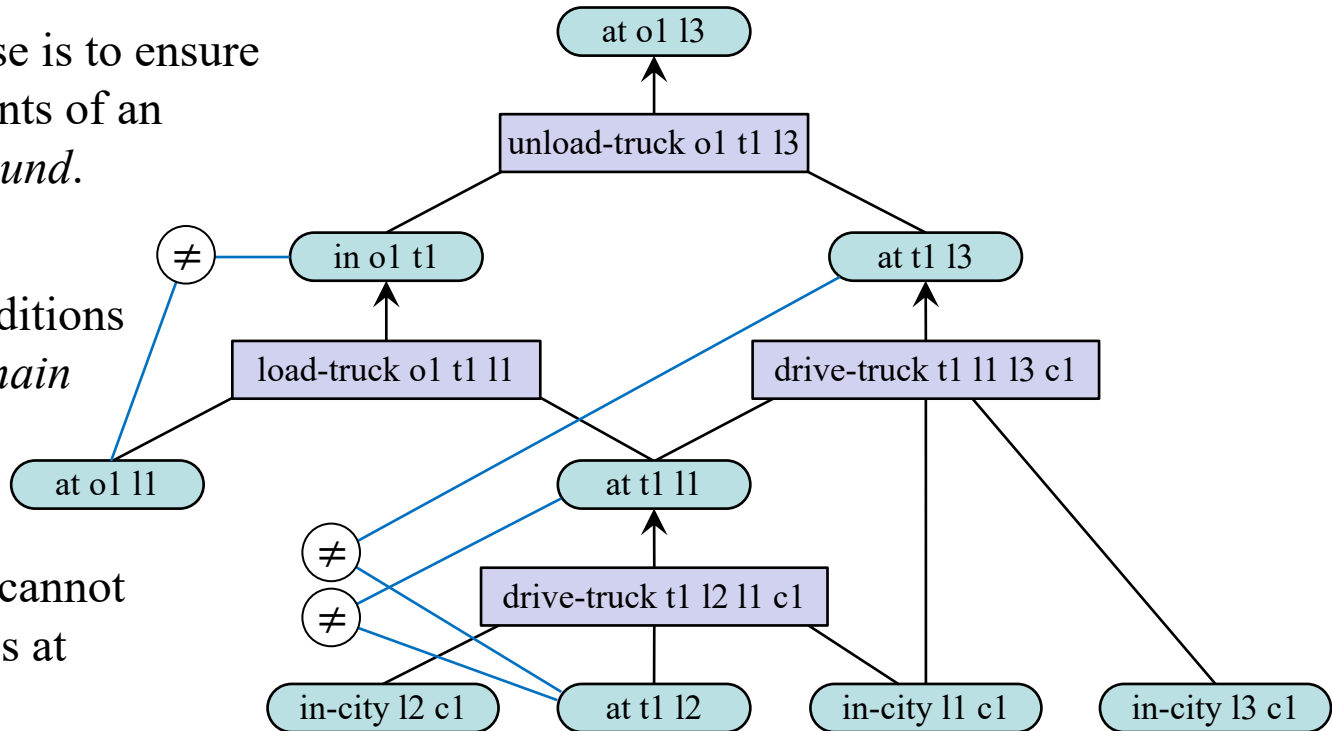 at o1 l3
se is to ensure
nts of an
unload-truck o1 t1 l3
und.
≠
in o1 t1
at t1 l3
ditions
load-truck o1 t1 l1
drive-truck t1 l1 l3 c1
main
at o1 l1
at t1 l1
≠
cannot
drive-truck t1 l2 l1 c1
≠
s at
in-city l2 c1
at t1 l2
in-city l1 c1
in-city l3 c1